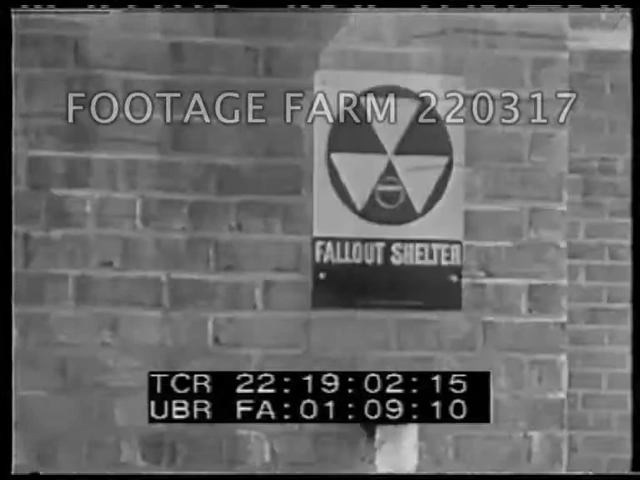 FOOTAGE FARM 220317
FALLOUT SHELTER
TCR 22:19:02:15
UBR FA:01:09:10